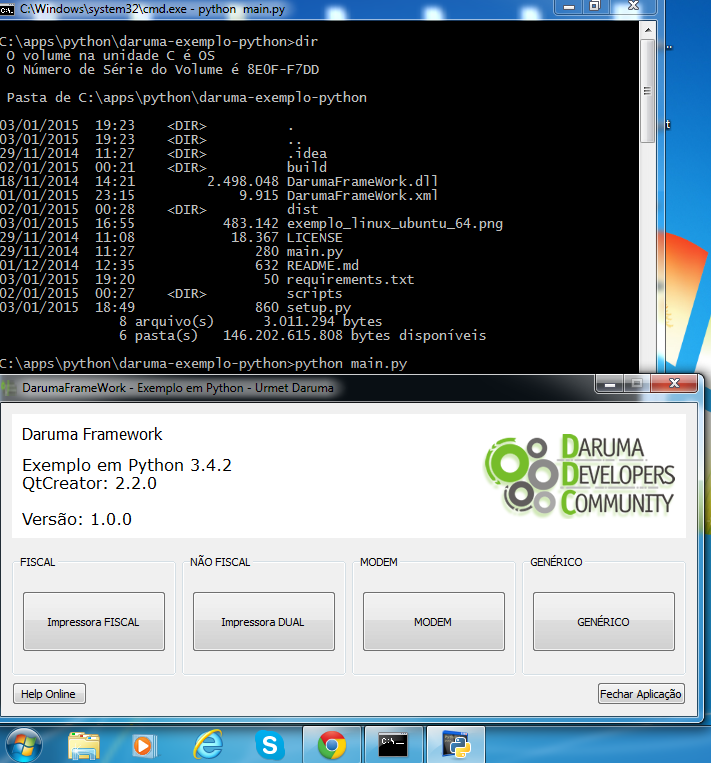 C:\Windows\system32\cmd.exe - python main.py
C:\apps\python\daruma-exemplo-python>dir
O volume na unidade C é OS
O Número de Série do Volume é 8E0F-F7DD
Pasta de C:\apps\python\daruma-exemplo-python
03/01/2015  19:23    <DIR>          .
03/01/2015  19:23    <DIR>          ..
29/11/2014  11:27    <DIR>          .idea
02/01/2015  00:21    <DIR>          build
18/11/2014  14:21         2.498.048 DarumaFrameWork.dll
02/01/2015  23:15             9.915 DarumaFrameWork.xml
02/01/2015  00:28    <DIR>          dist
03/01/2015  16:55           483.142 exemplo_linux_ubuntu_64.png
29/11/2014  11:08            18.367 LICENSE
29/11/2014  11:27               280 main.py
01/12/2014  12:35               632 README.md
03/01/2015  19:20                50 requirements.txt
02/01/2015  00:27    <DIR>          scripts
03/01/2015  18:49               860 setup.py
8 arquivo(s)      3.011.294 bytes
6 pasta(s)   146.202.615.808 bytes disponíveis
C:\apps\python\daruma-exemplo-python>python main.py
DarumaFrameWork - Exemplo em Python - Urmet Daruma
Daruma Framework
Exemplo em Python 3.4.2
QtCreator: 2.2.0
Versão: 1.0.0
DARUMA
DEVELOPERS
COMMUNITY
FISCAL
NÃO FISCAL
MODEM
GENÉRICO
Impressora FISCAL
Impressora DUAL
MODEM
GENÉRICO
Help Online
Fechar Aplicação